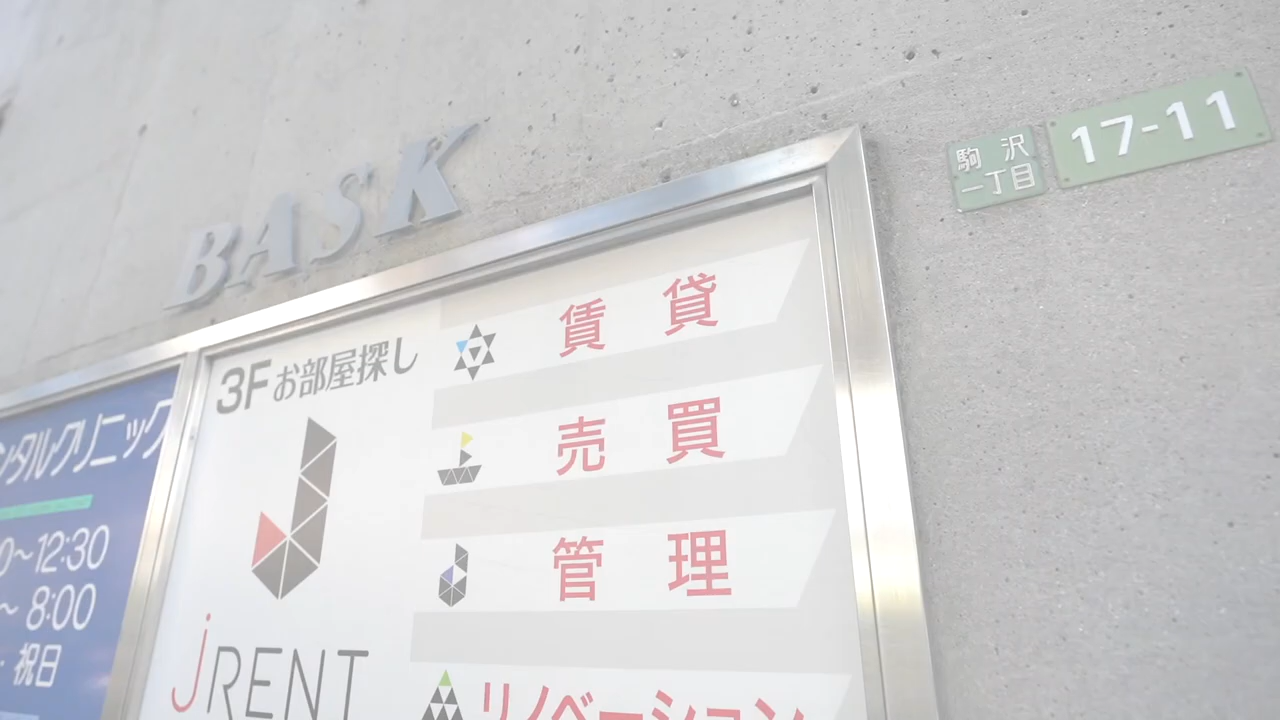 BASK
駒沢
一丁目
17-11
ンタルクリニック
0～12:30
～ 8:00
・祝日
3Fお部屋探し
jRENT
賃貸
売買
管理
リノベーション